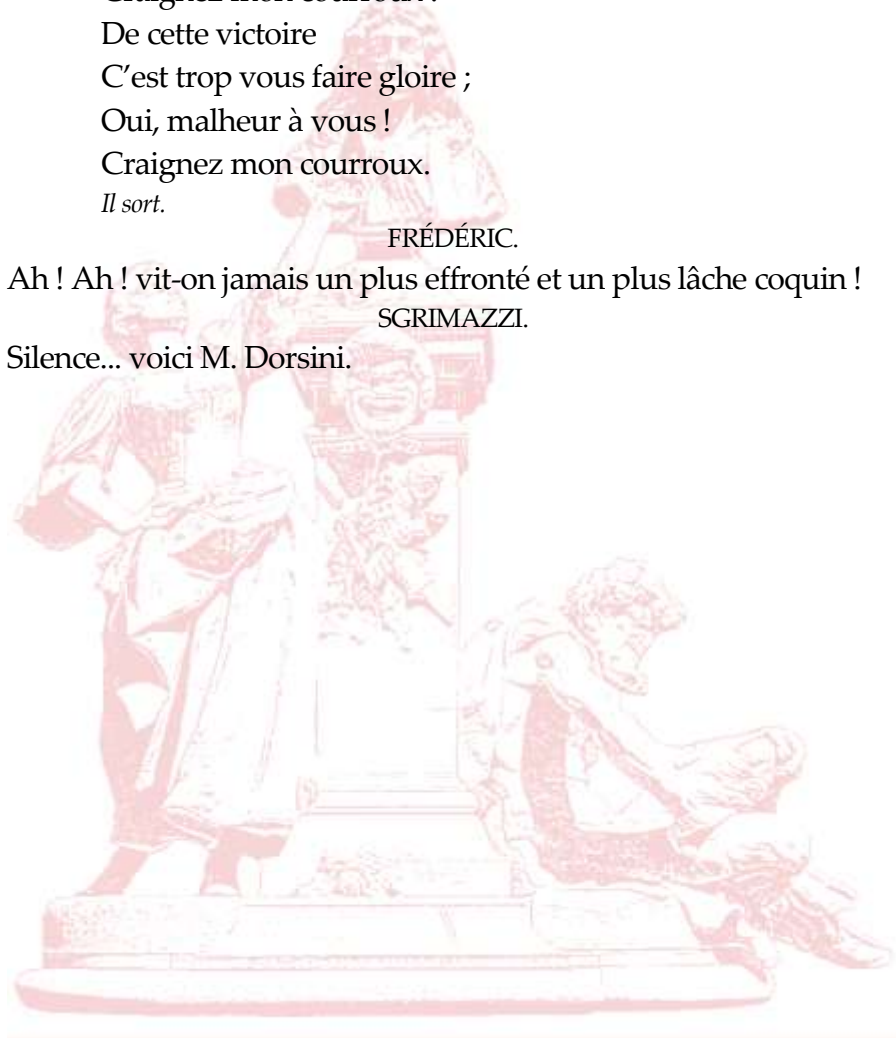 De cette victoire
C’est trop vous faire gloire ;
Oui, malheur à vous !
Craignez mon courroux.
Il sort.
FRÉDÉRIC.
Ah ! Ah ! vit-on jamais un plus effronté et un plus lâche coquin !
SGRIMAZZI.
Silence... voici M. Dorsini.